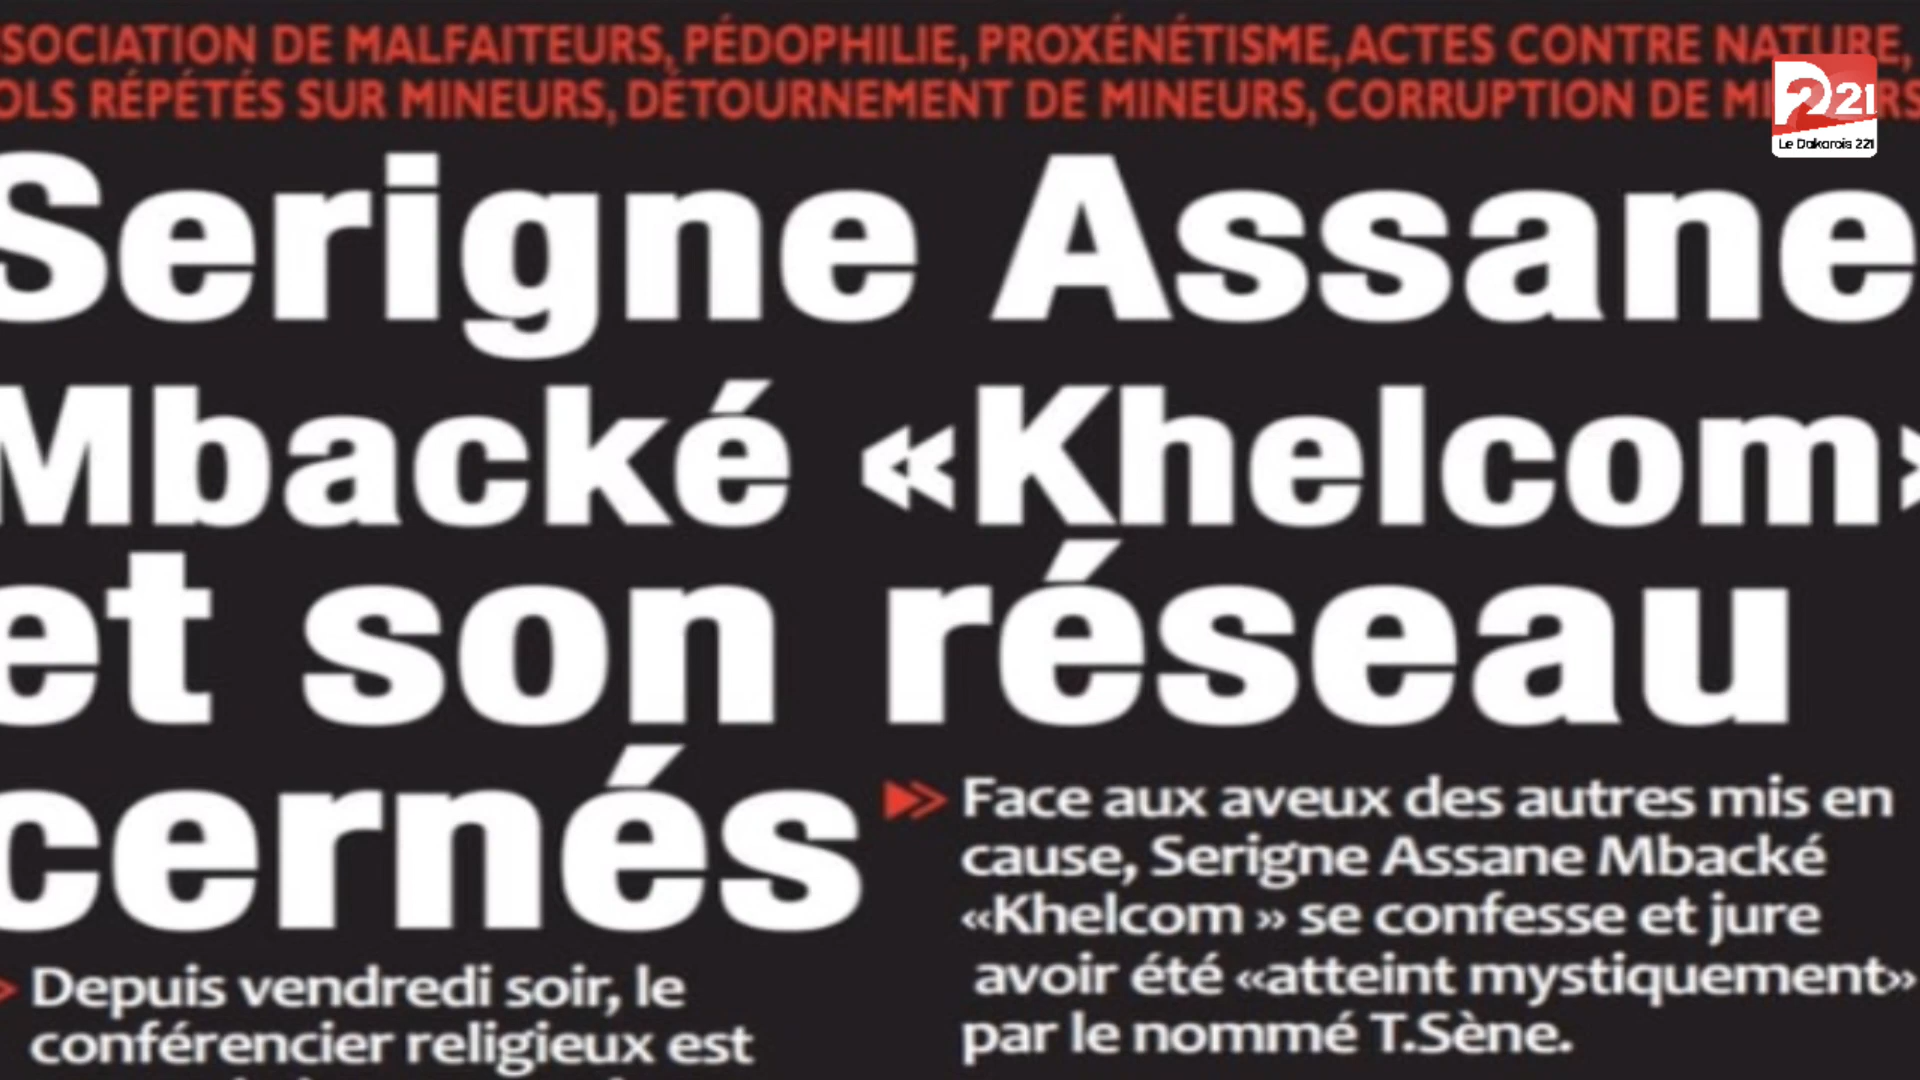 SOCIATION DE MALFAITEURS, PÉDOPHILIE, PROXÉNÉTISME, ACTES CONTRE NATURE,
OLS RÉPÉTÉS SUR MINEURS, DÉTOURNEMENT DE MINEURS, CORRUPTION DE MI RS
221
Le Dakarois 221
Serigne Assane
Mbacké «Khelcom»
et son réseau
cernés
Depuis vendredi soir, le
conférencier religieux est
Face aux aveux des autres mis en
cause, Serigne Assane Mbacké
«Khelcom » se confesse et jure
avoir été «atteint mystiquement»
par le nommé T.Sène.